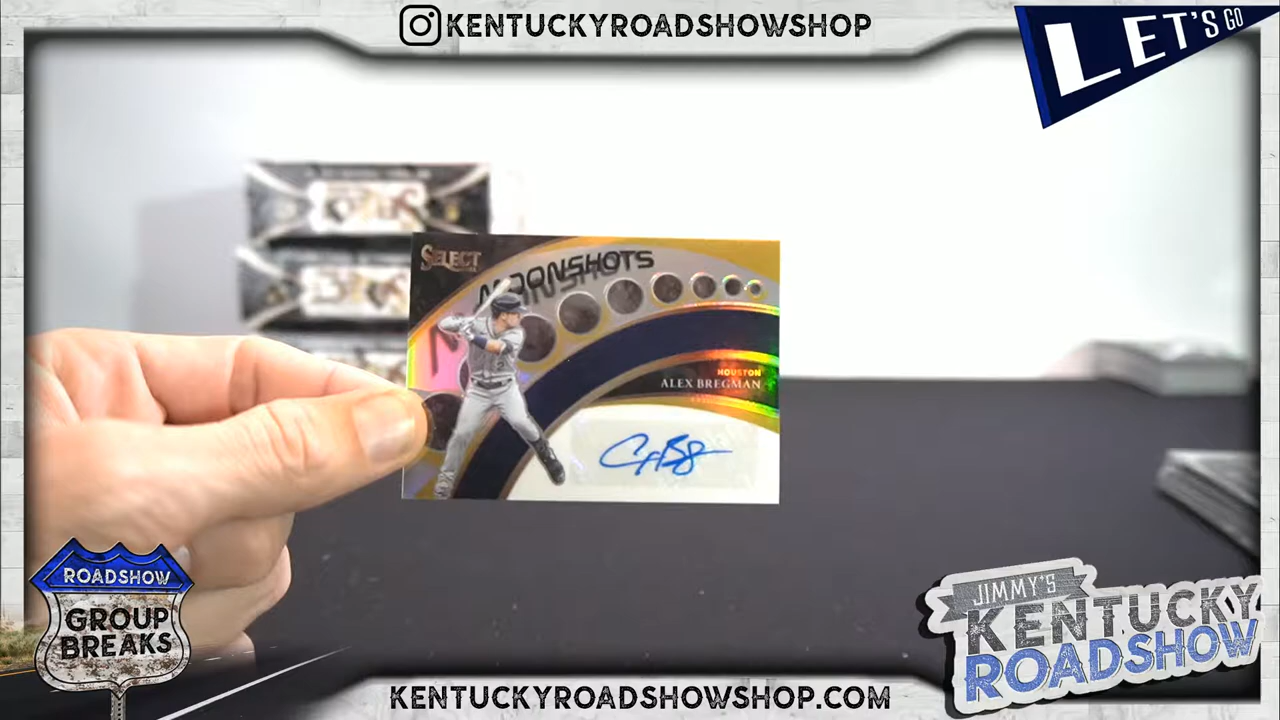 KENTUCKYROADSHOWSHOP
LET'S GO
SELECT
MOONSHOTS
HOUSTON
ALEX BREGMAN
ROADSHOW
GROUP
BREAKS
JIMMY'S
KENTUCKY
ROADSHOW
KENTUCKYROADSHOWSHOP.COM